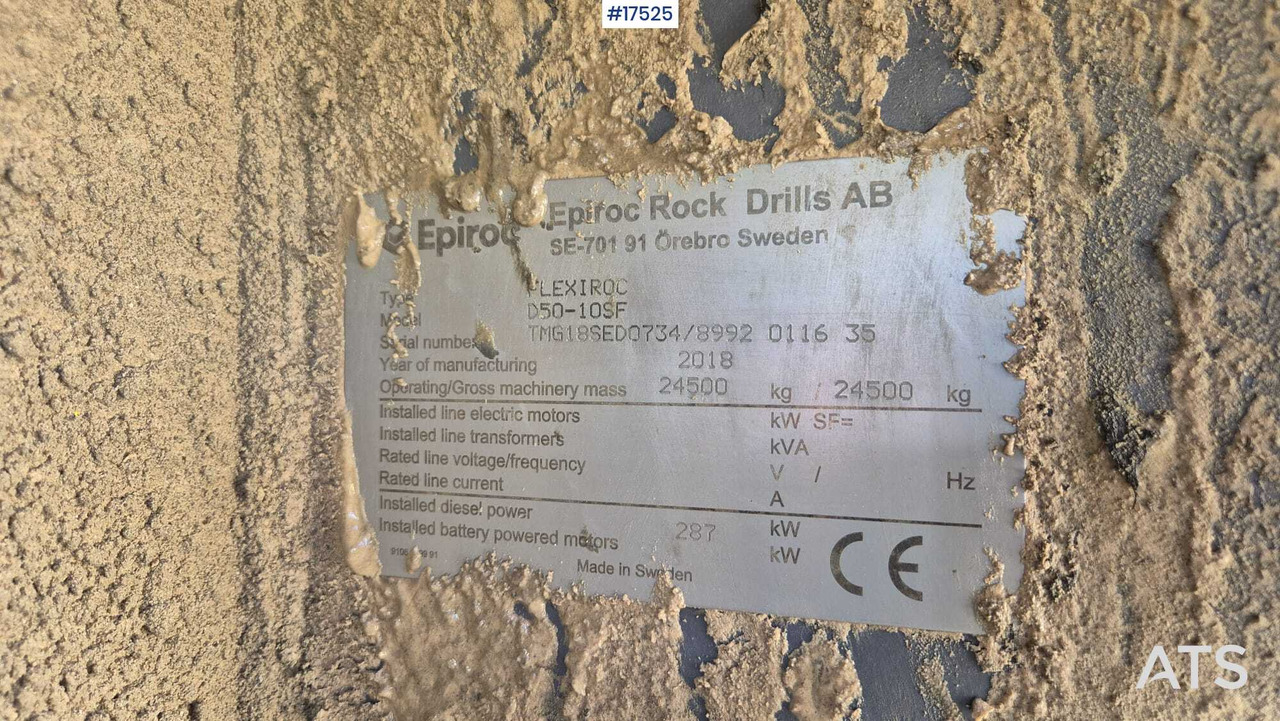 #17525
Epiroc Epiroc Rock Drills AB
SE-701 91 Örebro Sweden
Type FLEXIROC
Model D50-10SF
Serial number TMG18SED0734/8992 0116 35
Year of manufacturing 2018
Operating/Gross machinery mass 24500 kg / 24500 kg
Installed line electric motors kW SF=
Installed line transformers kVA
Rated line voltage/frequency V / Hz
Rated line current A
Installed diesel power 287 kW
Installed battery powered motors kW
CE
91
Made in Sweden
ATS